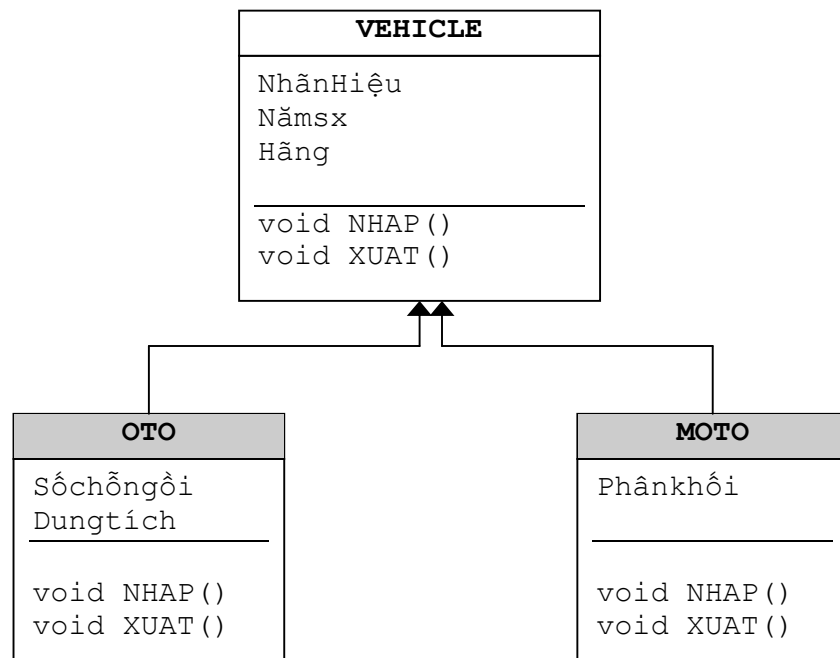 VEHICLE
NhãnHiệu
Nămsx
Hãng
void NHAP()
void XUAT()
OTO
Sốchỗngồi
Dungtích
void NHAP()
void XUAT()
MOTO
Phânkhối
void NHAP()
void XUAT()